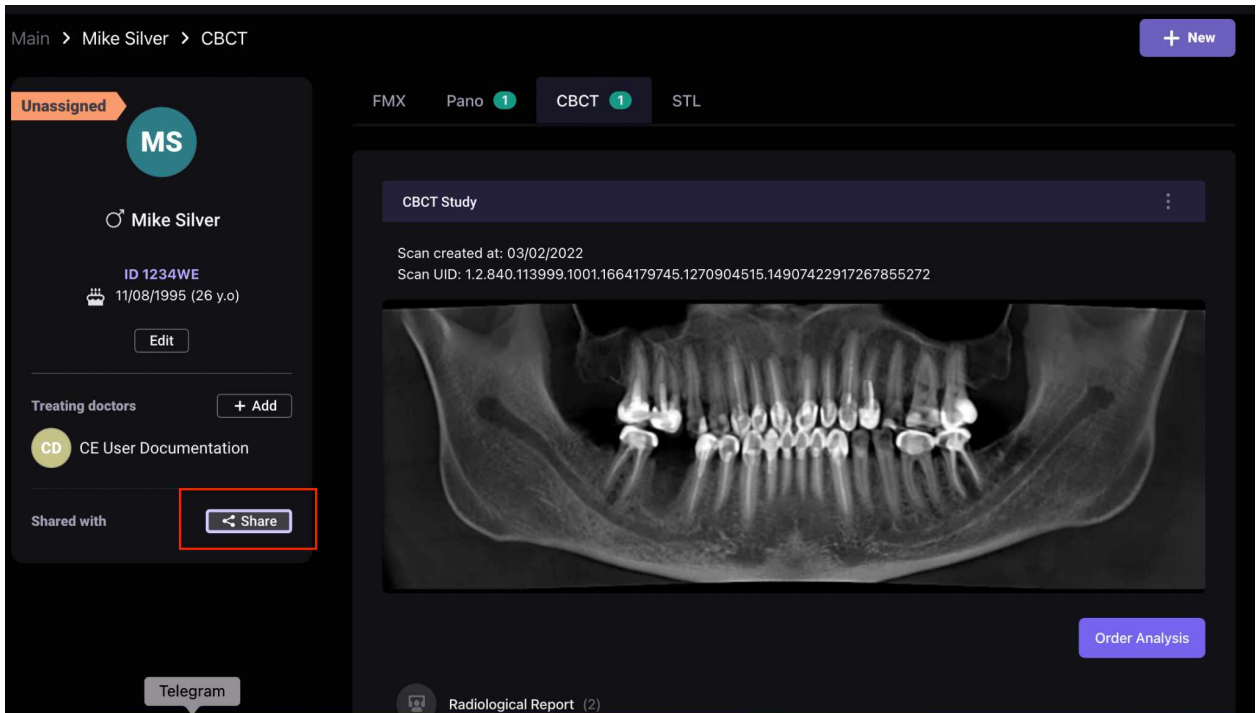 Main > Mike Silver > CBCT
+ New
Unassigned
MS
Mike Silver
ID 1234WE
11/08/1995 (26 y.o)
Edit
Treating doctors
+ Add
CD
CE User Documentation
Shared with
Share
Telegram
FMX
Pano 1
CBCT 1
STL
CBCT Study
Scan created at: 03/02/2022
Scan UID: 1.2.840.113999.1001.1664179745.1270904515.14907422917267855272
Order Analysis
Radiological Report (2)